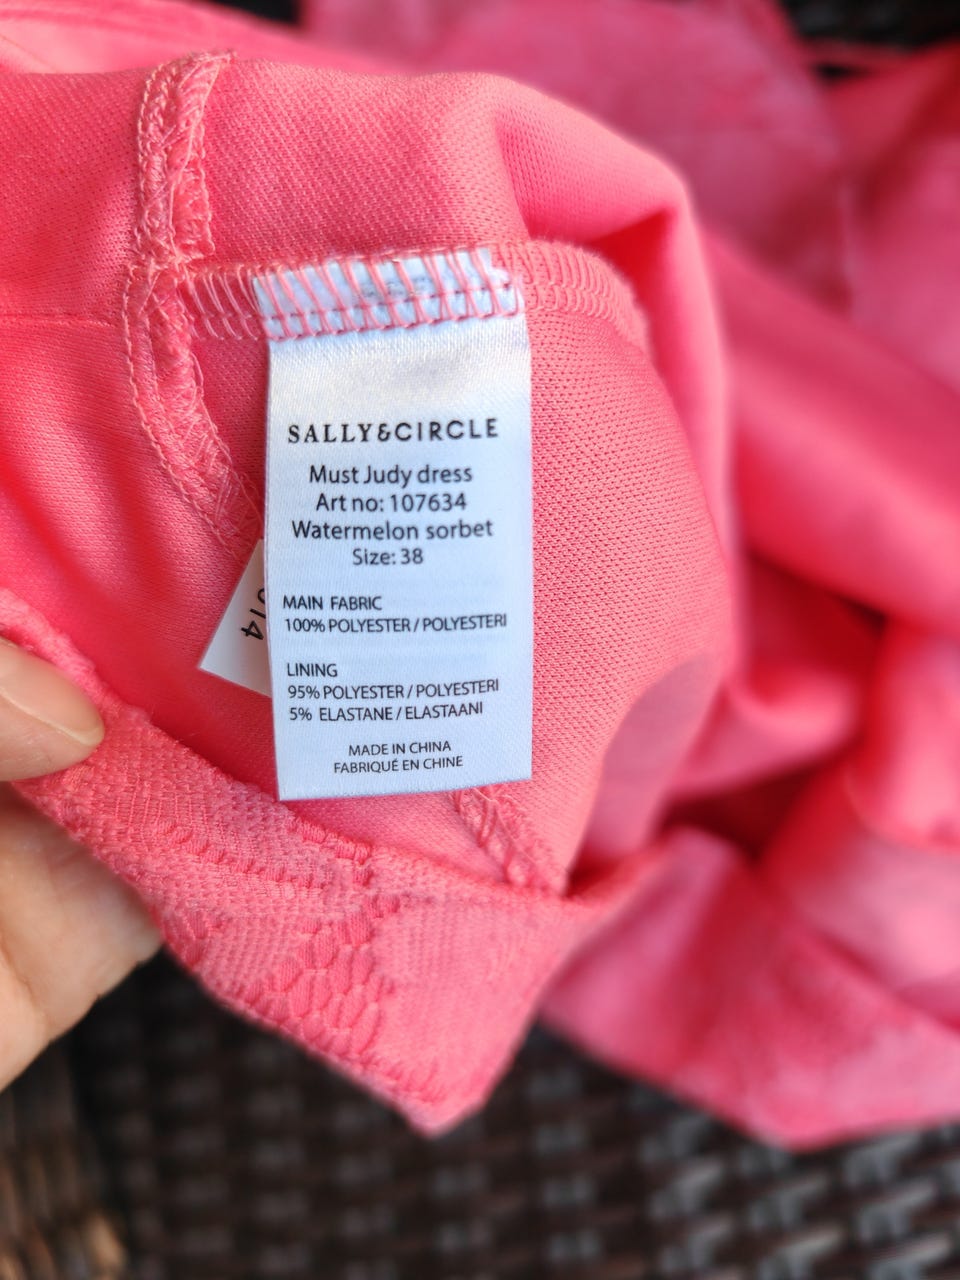 SALLY&CIRCLE
Must Judy dress
Art no: 107634
Watermelon sorbet
Size: 38
MAIN FABRIC
100% POLYESTER / POLYESTERI
LINING
95% POLYESTER / POLYESTERI
5% ELASTANE / ELASTAANI
MADE IN CHINA
FABRIQUÉ EN CHINE